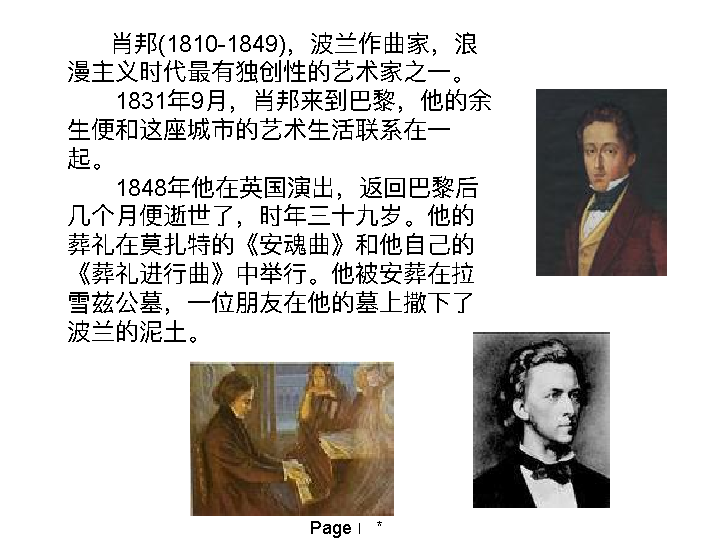 肖邦(1810 -1849)，波兰作曲家，浪
漫主义时代最有独创性的艺术家之一。
1831年9月，肖邦来到巴黎，他的余
生便和这座城市的艺术生活联系在一
起。
1848年他在英国演出，返回巴黎后
几个月便逝世了，时年三十九岁。他的
葬礼在莫扎特的《安魂曲》和他自己的
《葬礼进行曲》中举行。他被安葬在拉
雪兹公墓，一位朋友在他的墓上撒下了
波兰的泥土。
Page I *